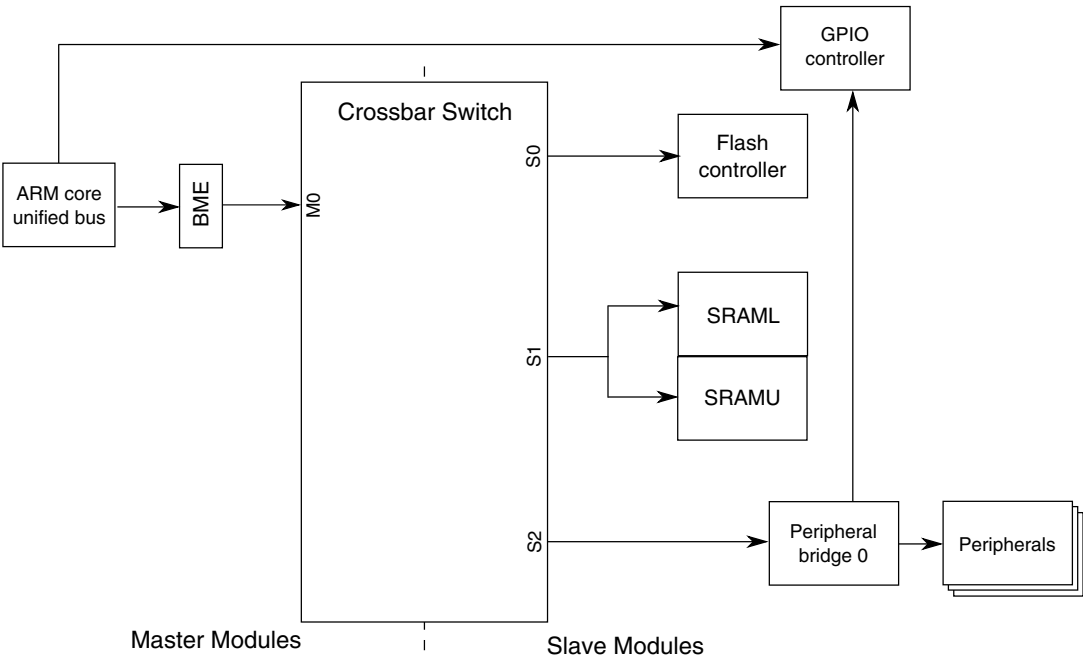 GPIO
controller
Crossbar Switch
S0
Flash
controller
ARM core
unified bus
BME
M0
SRAML
S1
SRAMU
S2
Peripheral
bridge 0
Peripherals
Master Modules
Slave Modules